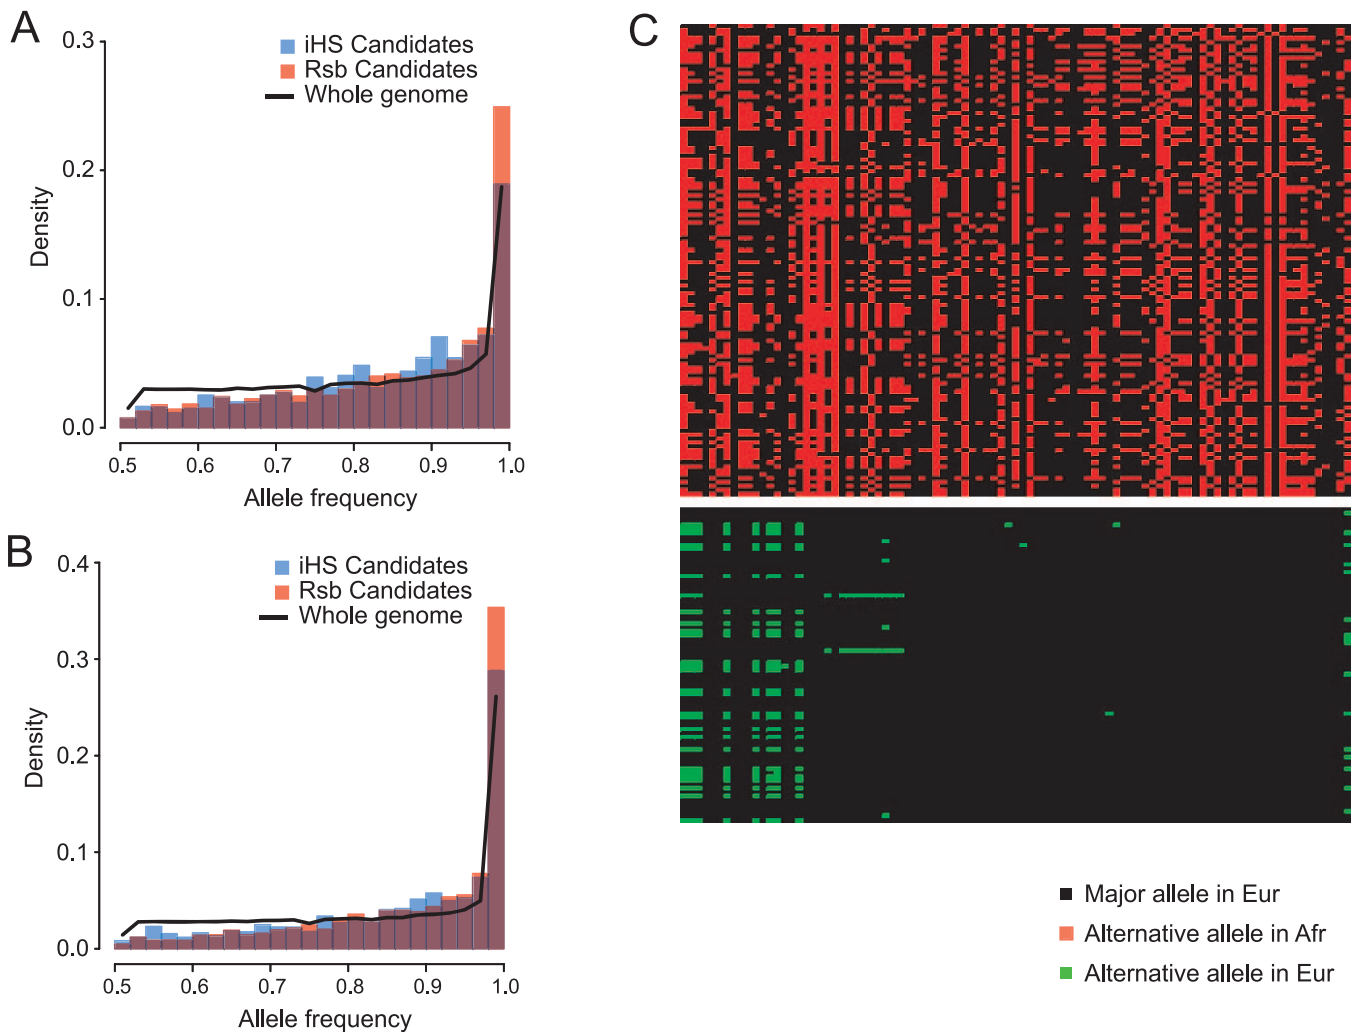 A
0.3
0.2
0.1
0.0
Density
iHS Candidates
Rsb Candidates
Whole genome
0.5 0.6 0.7 0.8 0.9 1.0
Allele frequency
B
0.4
0.3
0.2
0.1
0.0
Density
iHS Candidates
Rsb Candidates
Whole genome
0.5 0.6 0.7 0.8 0.9 1.0
Allele frequency
C
Major allele in Eur
Alternative allele in Afr
Alternative allele in Eur